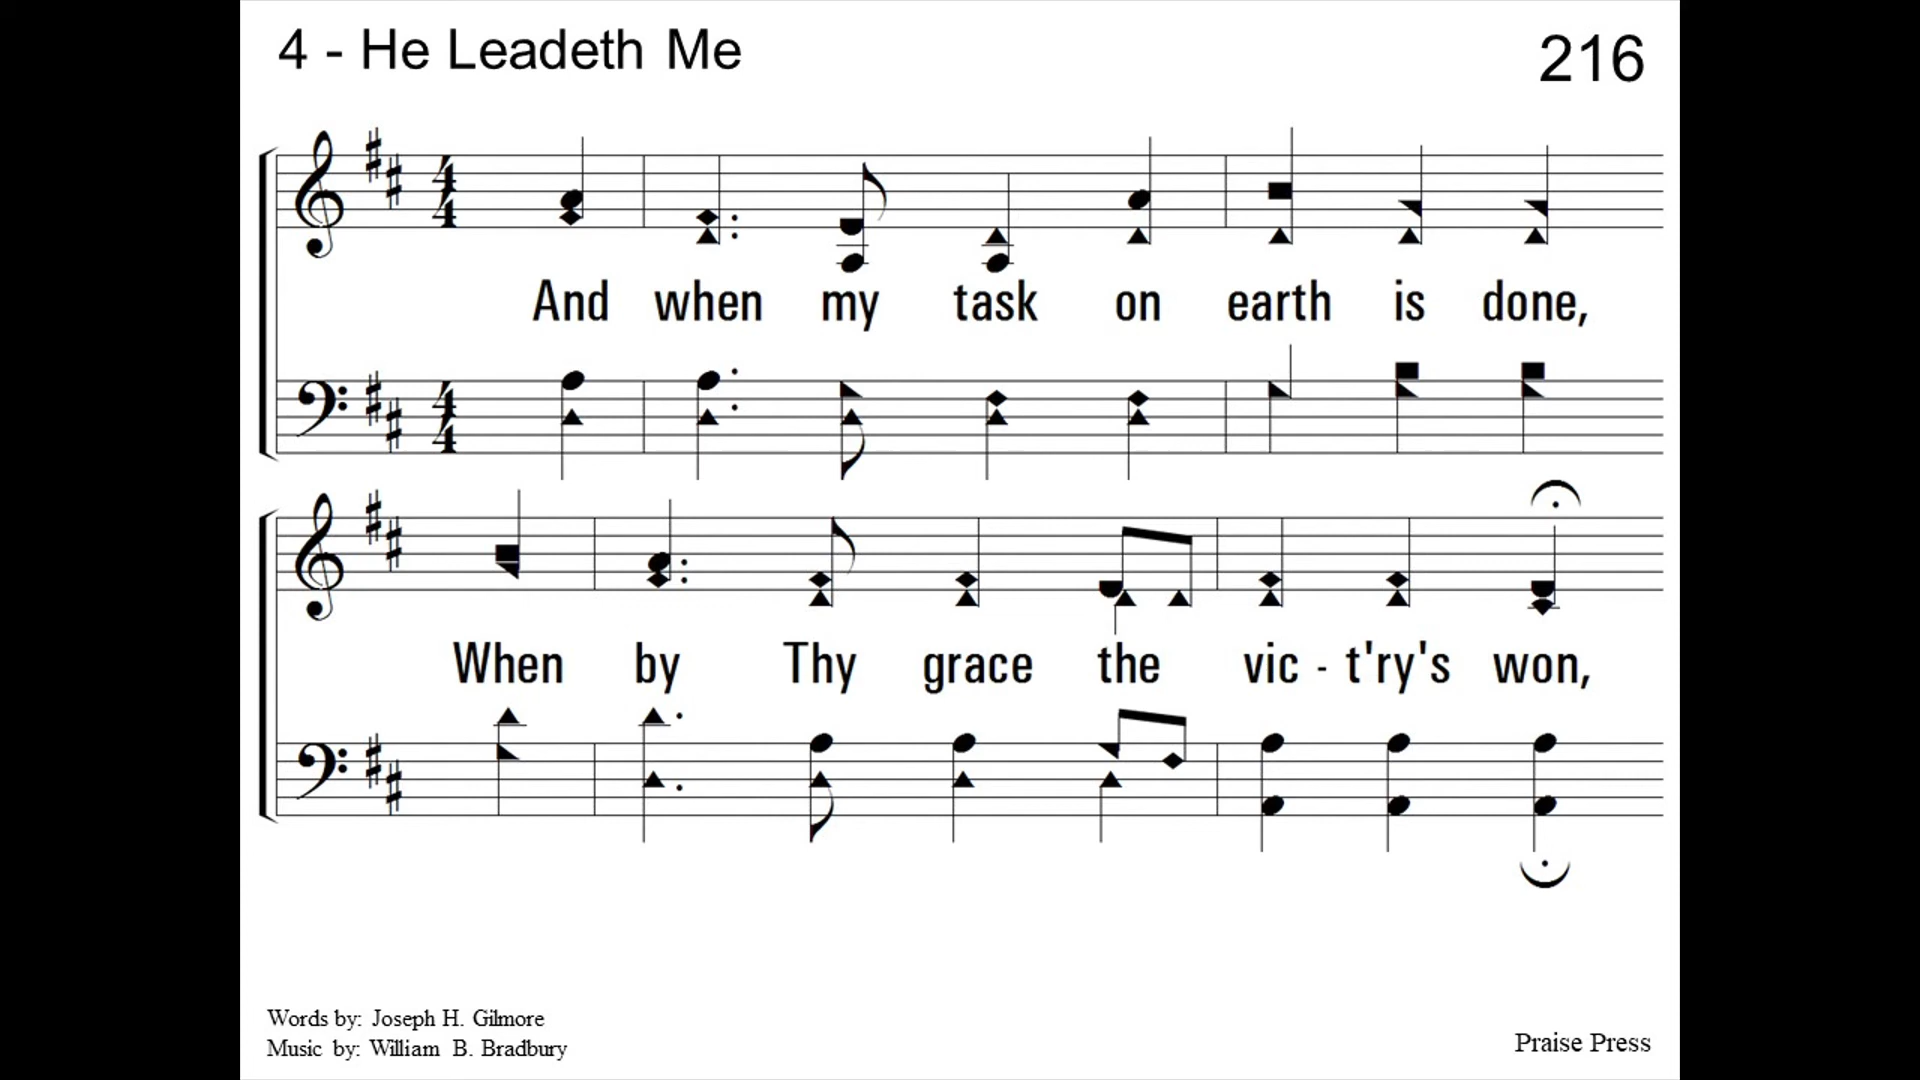 4 - He Leadeth Me
216
And when my task on earth is done,
When by Thy grace the vic - t'ry's won,
Words by: Joseph H. Gilmore
Music by: William B. Bradbury
Praise Press